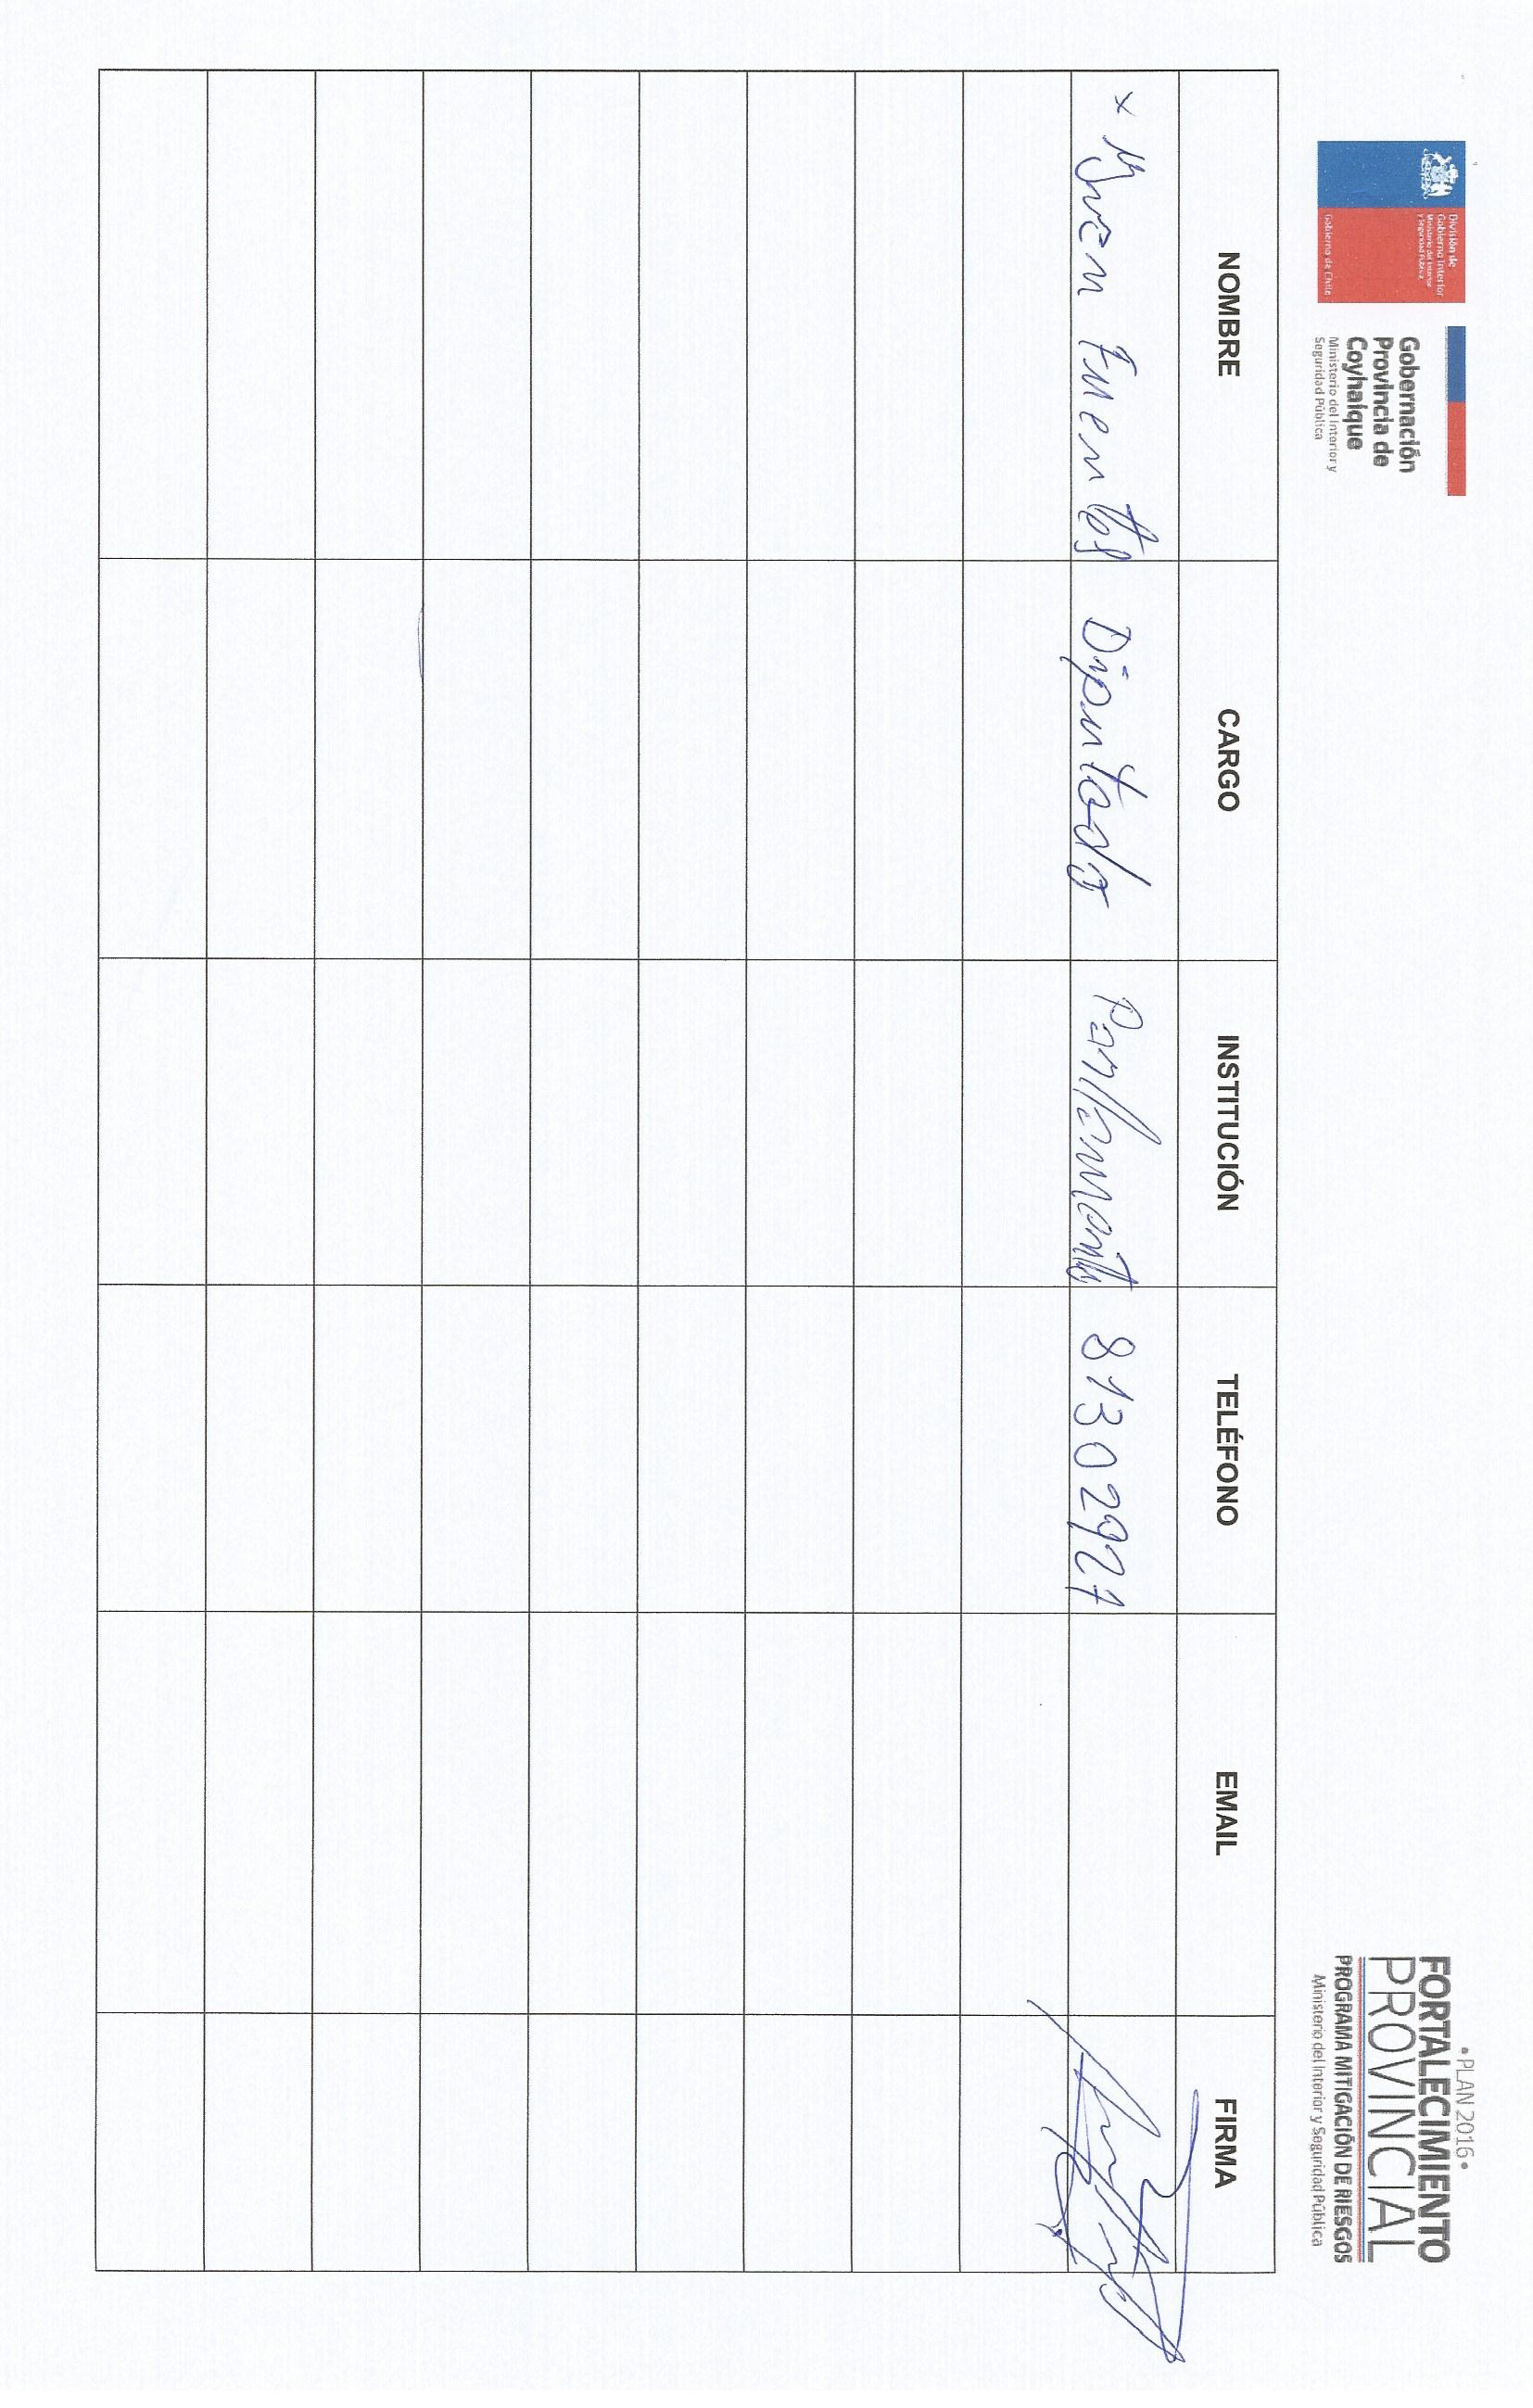 División de
Gobierno Interior
Ministerio del Interior
y Seguridad Pública
Gobierno de Chile
Gobernación
Provincia de
Coyhaique
Ministerio del Interior y
Seguridad Pública
• PLAN 2016 •
FORTALECIMIENTO
PROVINCIAL
PROGRAMA MITIGACIÓN DE RIESGOS
Ministerio del Interior y Seguridad Pública
NOMBRE CARGO INSTITUCIÓN TELÉFONO EMAIL FIRMA
x Ivan Fuentes Diputado Parlamento 81302927